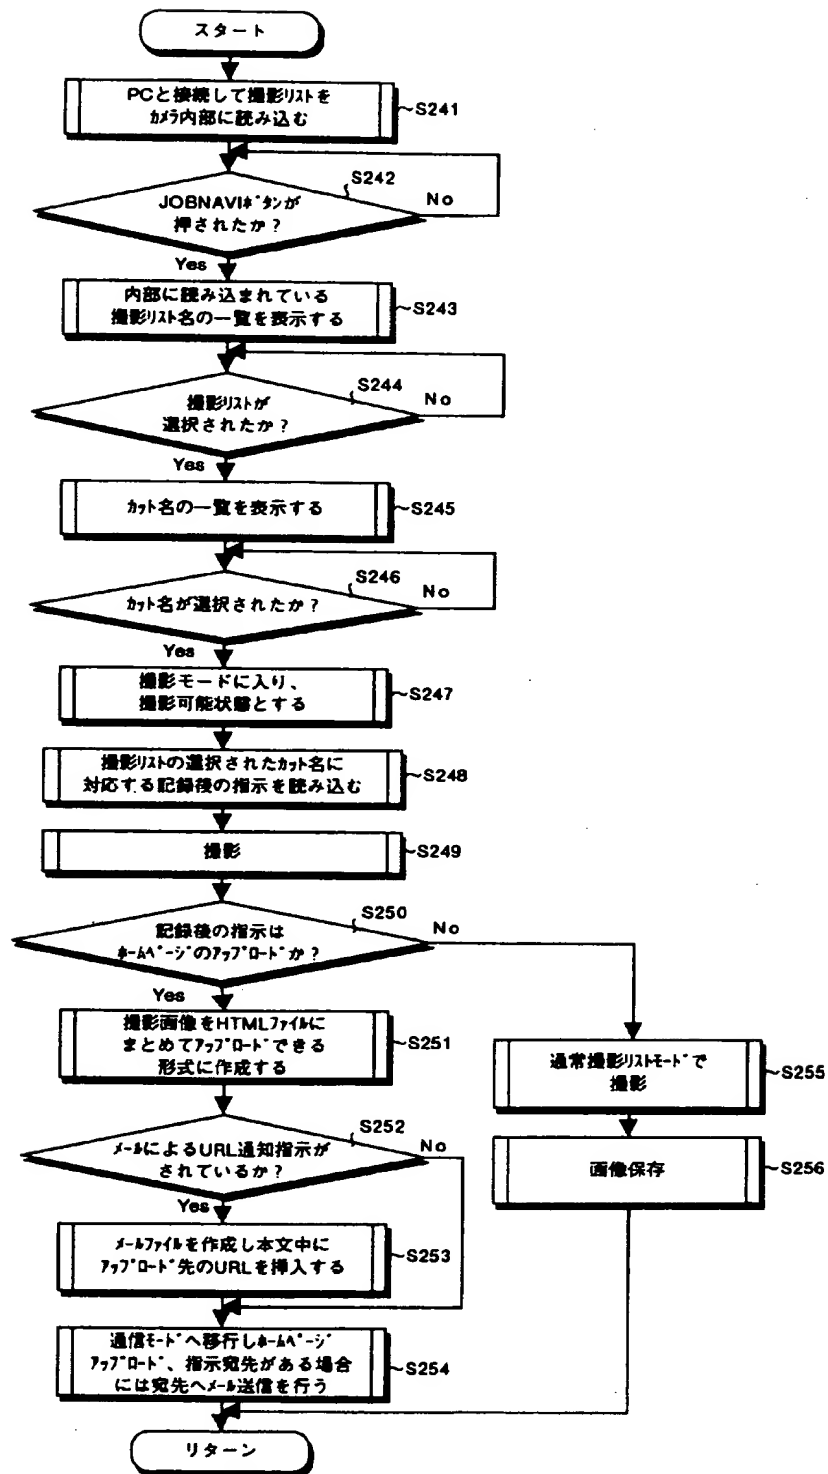 スタート
PCと接続して撮影リストを
カメラ内部に読み込む
S241
S242
JOBNAVIボタンが
押されたか?
No
Yes
内部に読み込まれている
撮影リスト名の一覧を表示する
S243
S244
撮影リストが
選択されたか?
No
Yes
カット名の一覧を表示する
S245
S246
カット名が選択されたか?
No
Yes
撮影モードに入り、
撮影可能状態とする
S247
撮影リストの選択されたカット名に
対応する記録後の指示を読み込む
S248
撮影
S249
S250
記録後の指示は
ホームページのアップロードか?
No
Yes
撮影画像をHTMLファイルに
まとめてアップロードできる
形式に作成する
S251
通常撮影リストモードで
撮影
S255
S252
メールによるURL通知指示が
されているか?
No
Yes
画像保存
S256
メールファイルを作成し本文中に
アップロード先のURLを挿入する
S253
通信モードへ移行しホームページ
アップロード、指示宛先がある場合
には宛先へメール送信を行う
S254
リターン